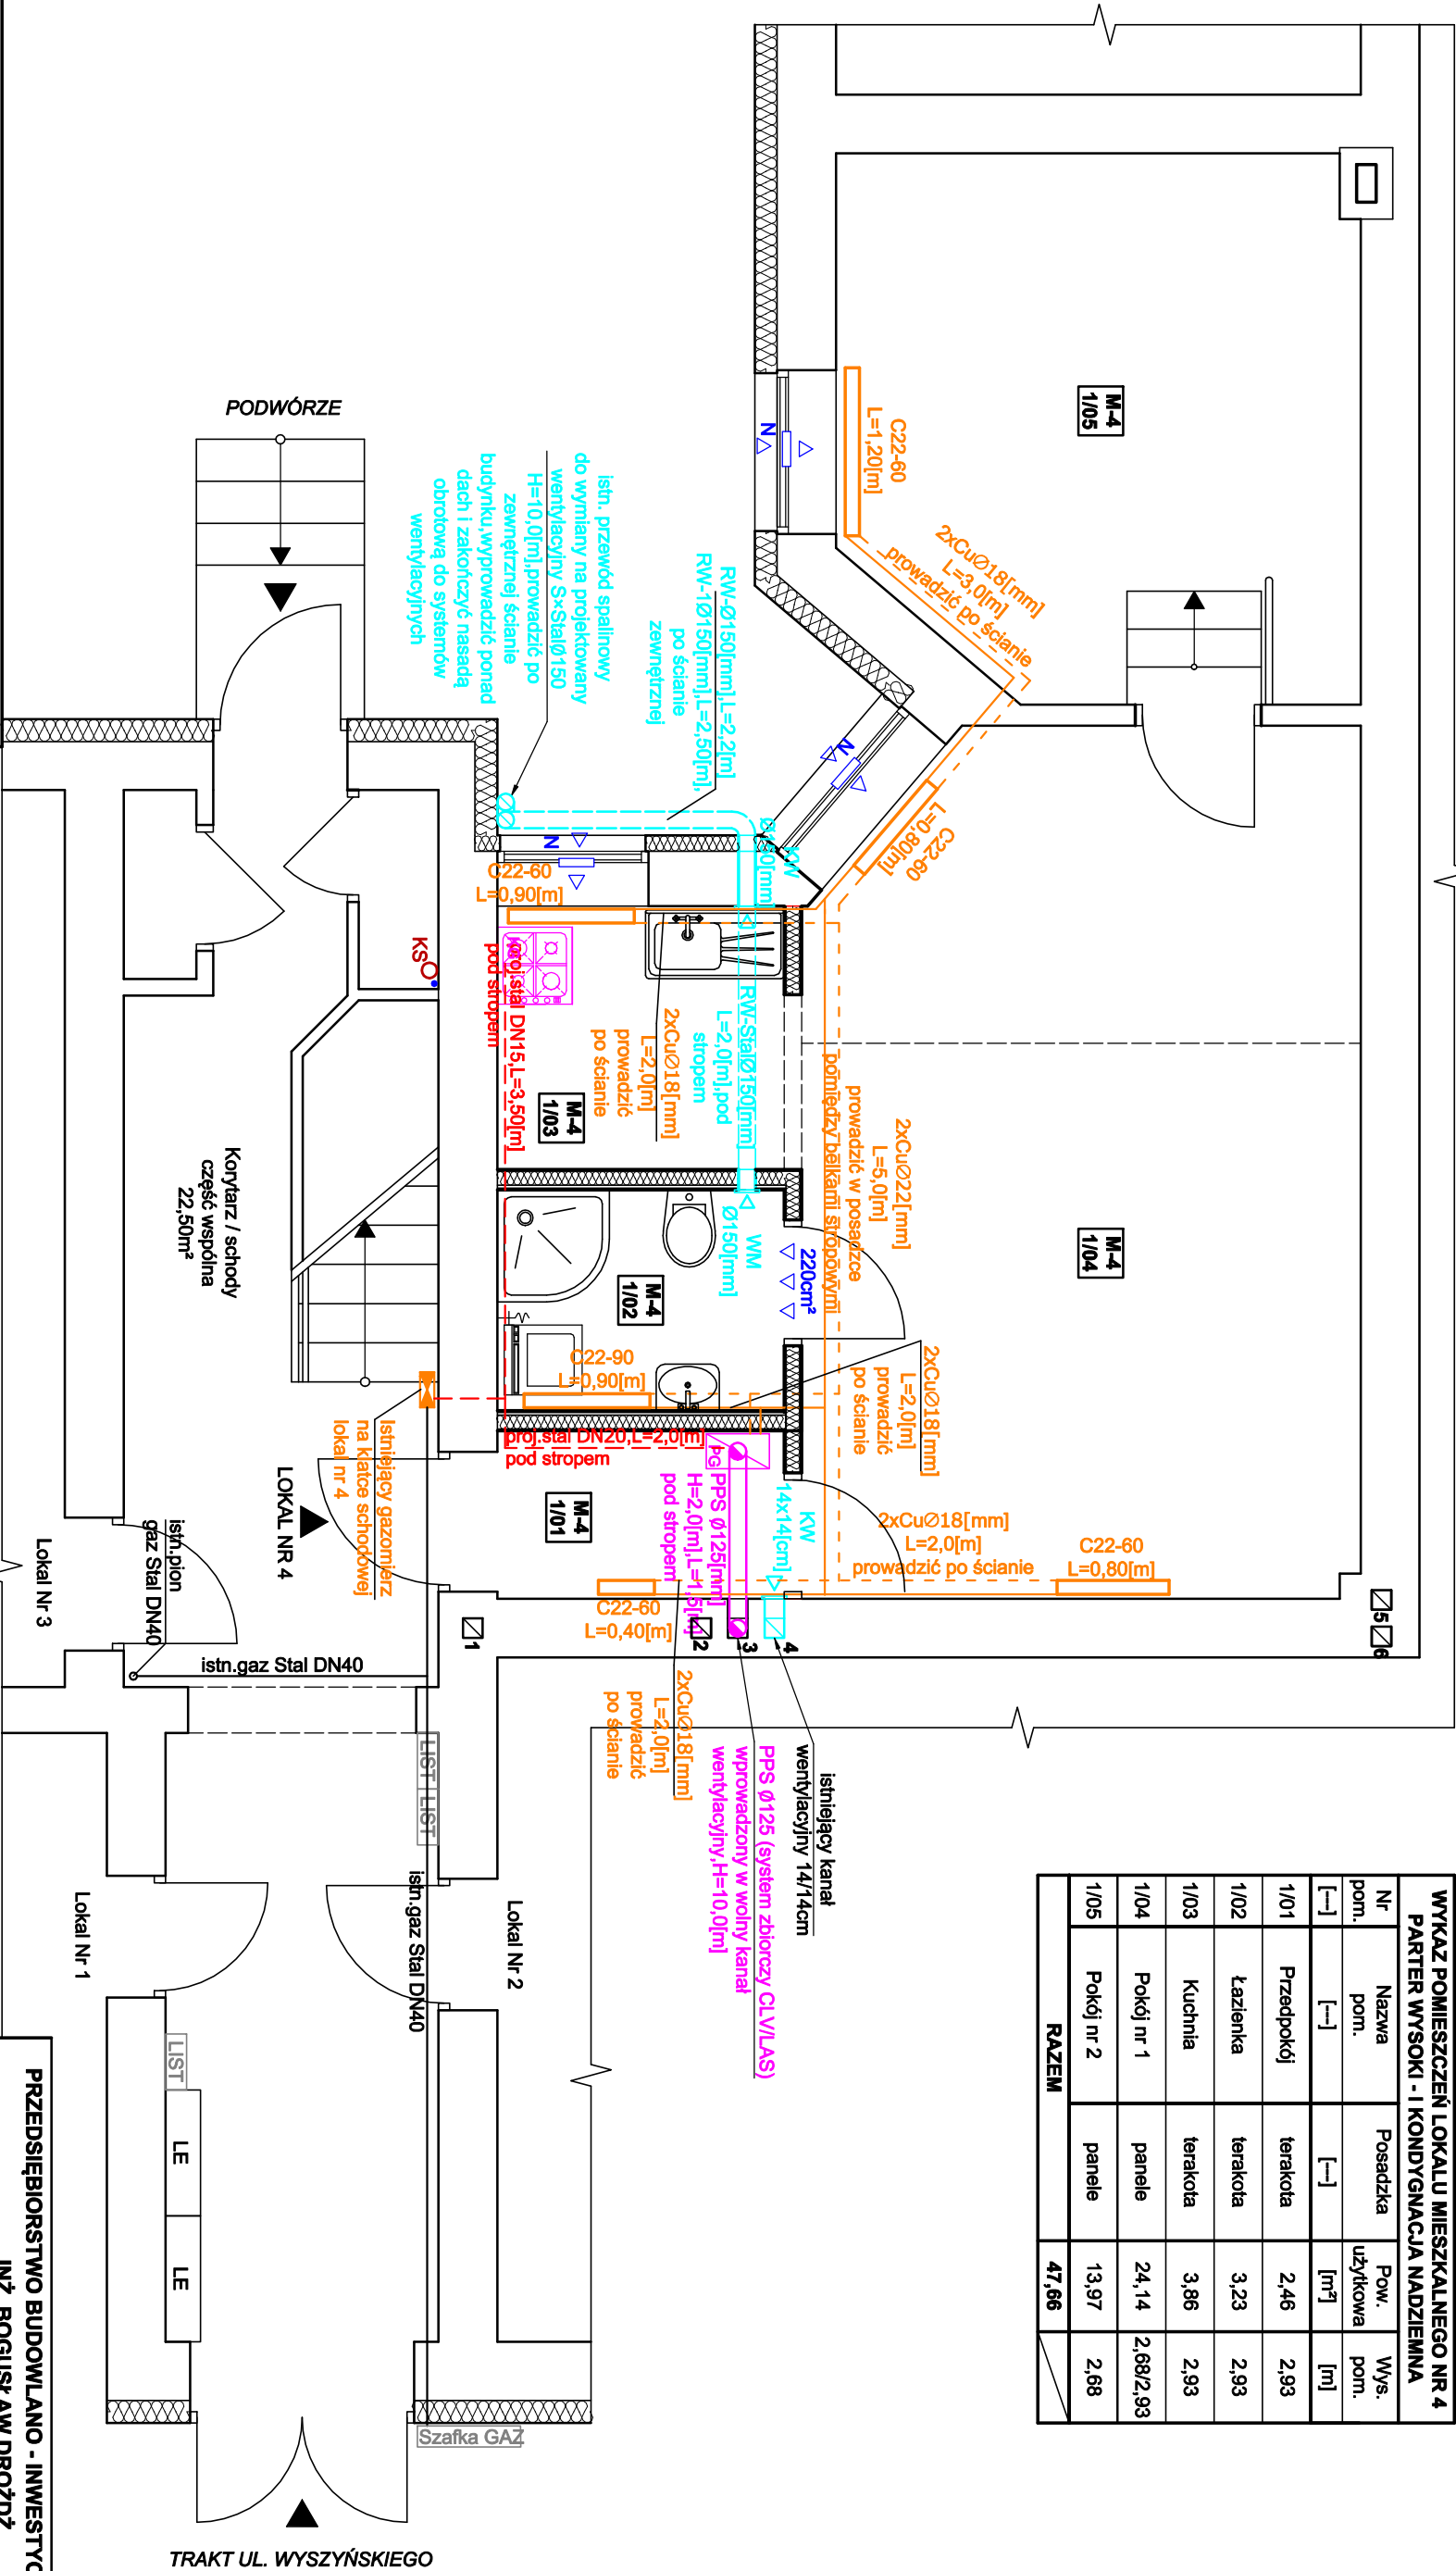 WYKAZ POMIESZCZEŃ LOKALU MIESZKALNEGO NR 4
PARTER WYSOKI - I KONDYGNACJA NADZIEMNA
Nr pom. Nazwa pom. Posadzka Pow. użytkowa Wys. pom.
[---] [---] [---] [m²] [m]
1/01 Przedpokój terakota 2,46 2,93
1/02 Łazienka terakota 3,23 2,93
1/03 Kuchnia terakota 3,86 2,93
1/04 Pokój nr 1 panele 24,14 2,68/2,93
1/05 Pokój nr 2 panele 13,97 2,68
RAZEM 47,66
M-4
1/05
C22-60
L=1,20[m]
N
2xCuØ18[mm]
L=3,0[m]
prowadzić po ścianie
N
C22-60
L=0,80[m]
M-4
1/04
2xCuØ22[mm]
L=5,0[m]
prowadzić w posadzce
pomiędzy belkami stropowymi
PODWÓRZE
istn. przewód spalinowy
do wymiany na projektowany
wentylacyjny SxStalØ150
H=10,0[m],prowadzić po
zewnętrznej ścianie
budynku,wyprowadzić ponad
dach i zakończyć nasadą
obrotową do systemów
wentylacyjnych
RW-Ø150[mm],L=2,2[m]
RW-1Ø150[mm],L=2,50[m],
po ścianie
zewnętrznej
KW
Ø150[mm]
N
C22-60
L=0,90[m]
KG
proj.stal DN15,L=3,50[m]
pod stropem
RW-StalØ150[mm]
L=2,0[m],pod
stropem
2xCuØ18[mm]
L=2,0[m]
prowadzić
po ścianie
M-4
1/03
WM
Ø150[mm]
220cm²
M-4
1/02
C22-90
L=0,90[m]
2xCuØ18[mm]
L=2,0[m]
prowadzić
po ścianie
proj.stal DN20,L=2,0[m]
pod stropem
PG
PPS Ø125[mm]
H=2,0[m],L=1,5[m]
pod stropem
KW
14x14[cm]
M-4
1/01
2xCuØ18[mm]
L=2,0[m]
prowadzić po ścianie
C22-60
L=0,80[m]
C22-60
L=0,40[m]
1
2
3
4
5
6
2xCuØ18[mm]
L=2,0[m]
prowadzić
po ścianie
istniejący kanał
wentylacyjny 14/14cm
PPS Ø125 (system zbiorczy CLV/LAS)
wprowadzony w wolny kanał
wentylacyjny,H=10,0[m]
KS
Korytarz / schody
część wspólna
22,50m²
Istniejący gazomierz
na klatce schodowej
lokal nr 4
LOKAL NR 4
istn.pion
gaz Stal DN40
istn.gaz Stal DN40
Lokal Nr 3
LIST
LIST
istn.gaz Stal DN40
Lokal Nr 2
Lokal Nr 1
LIST
LE
LE
Szafka GAZ
TRAKT UL. WYSZYŃSKIEGO
PRZEDSIĘBIORSTWO BUDOWLANO - INWESTYC
INŻ. BOGUSŁAW DROŻDŻ